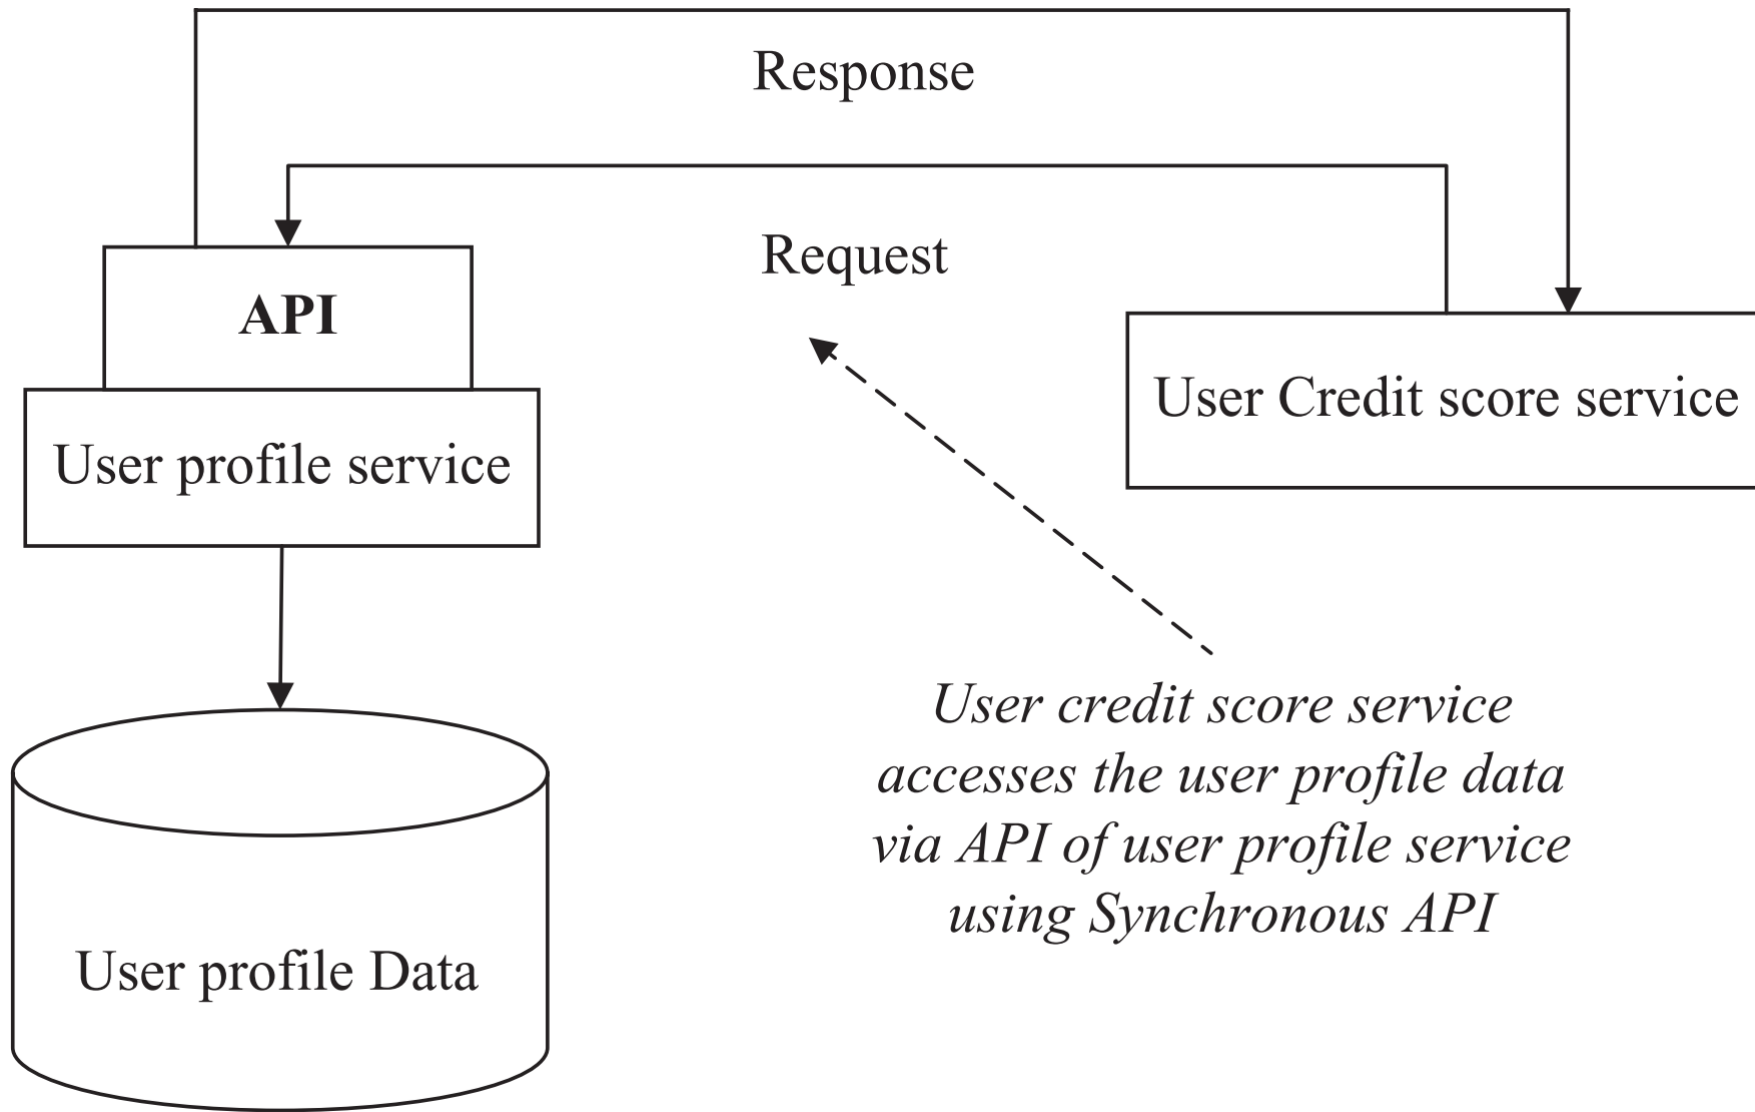 Response
Request
API
User profile service
User Credit score service
User credit score service
accesses the user profile data
via API of user profile service
using Synchronous API
User profile Data